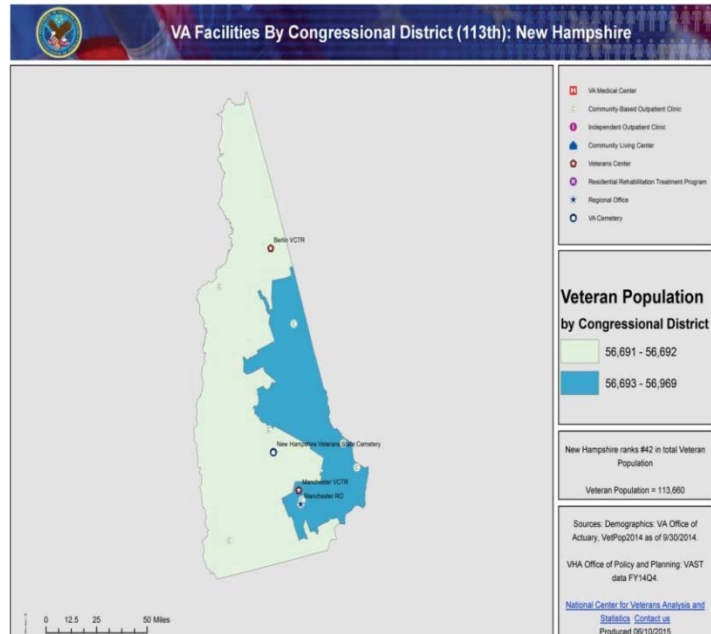 VA Facilities By Congressional District (113th): New Hampshire
VA Medical Center
Community-Based Outpatient Clinic
Independent Outpatient Clinic
Community Living Center
Veterans Center
Residential Rehabilitation Treatment Program
Regional Office
VA Cemetery
Berlin VCTR
New Hampshire Veterans State Cemetery
Manchester VCTR
Manchester RO
Veteran Population
by Congressional District
56,691 - 56,692
56,693 - 56,969
New Hampshire ranks #42 in total Veteran
Population
Veteran Population = 113,660
Sources: Demographics: VA Office of
Actuary, VetPop2014 as of 9/30/2014.
VHA Office of Policy and Planning: VAST
data FY14Q4.
National Center for Veterans Analysis and
Statistics Contact us
Produced 06/10/2015
0 12.5 25 50 Miles